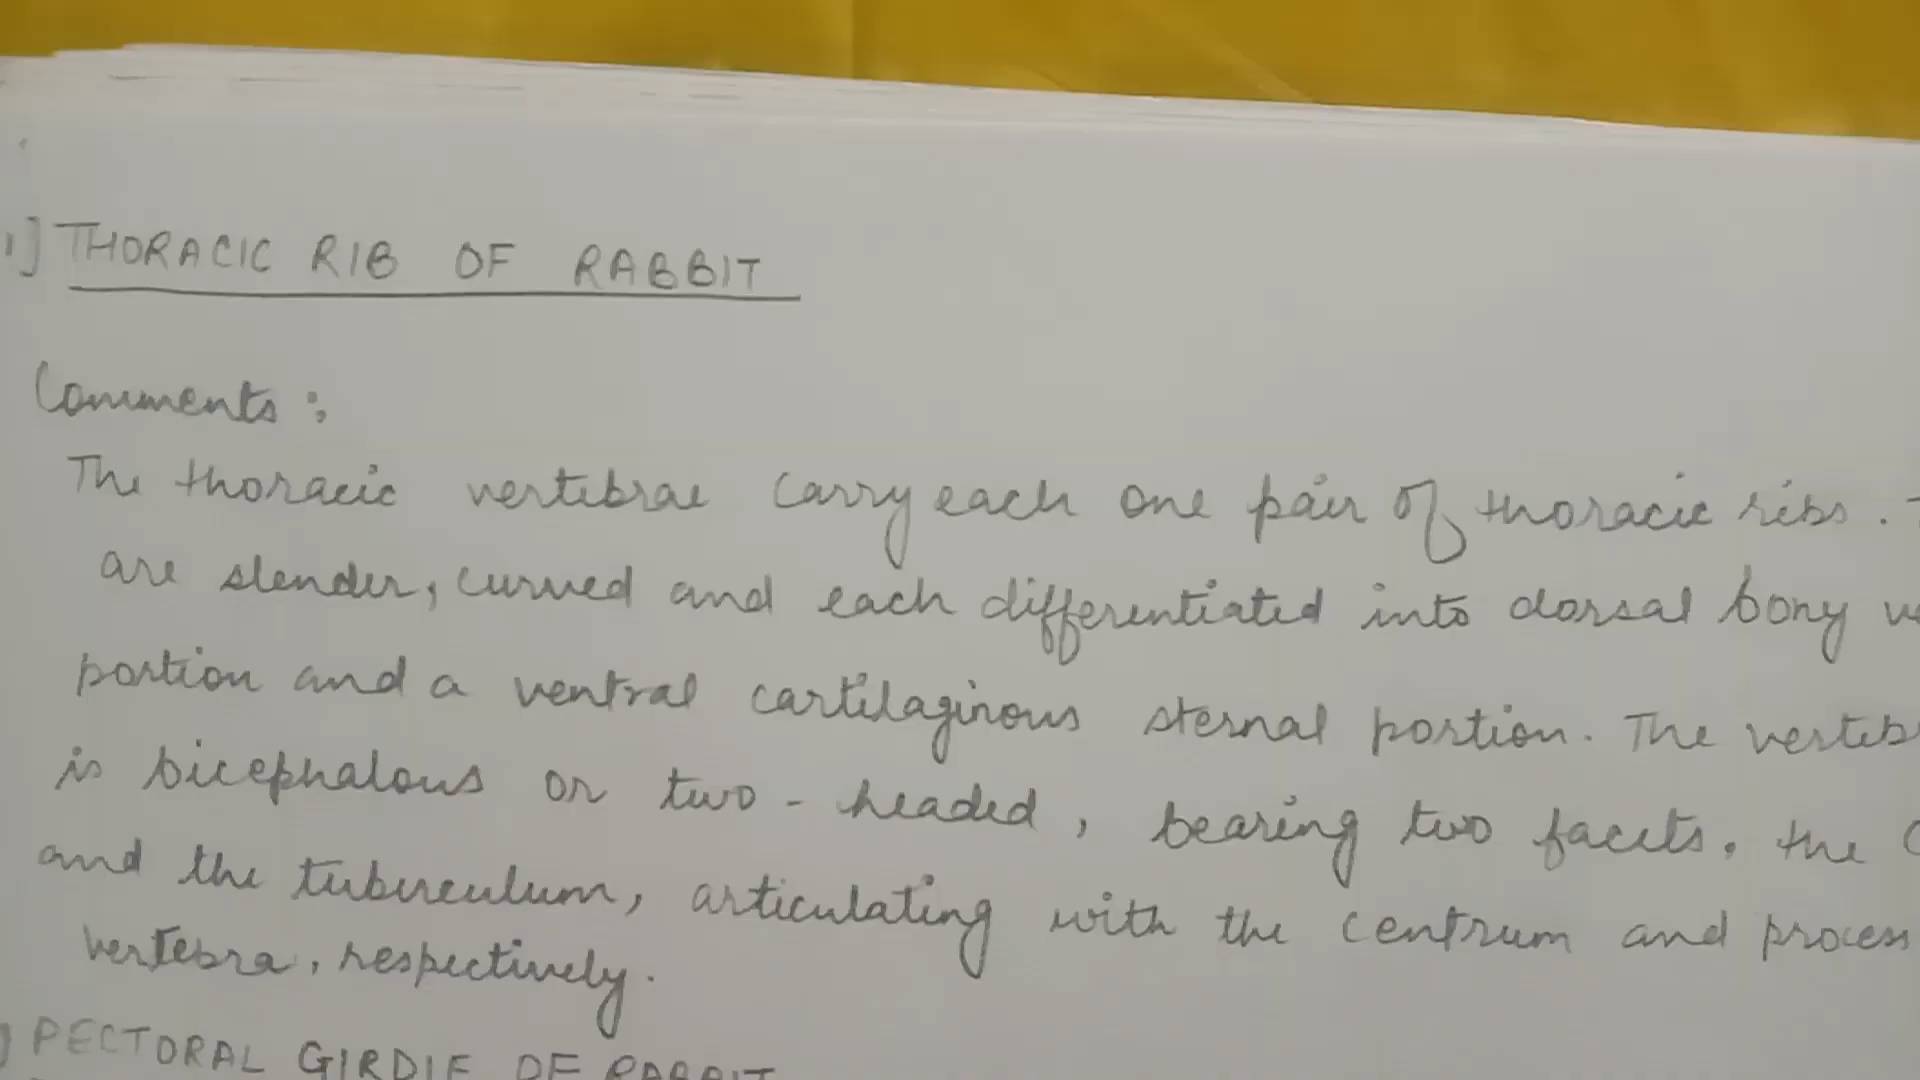 1] THORACIC RIB OF RABBIT
Comments :
The thoracic vertebrae carry each one pair of thoracic ribs.
are slender, curved and each differentiated into dorsal bony
portion and a ventral cartilaginous sternal portion. The
is bicephalous or two - headed, bearing two facets, the
and the tuberculum, articulating with the centrum and process
vertebra, respectively.
PECTORAL GIRDLE OF RABBIT